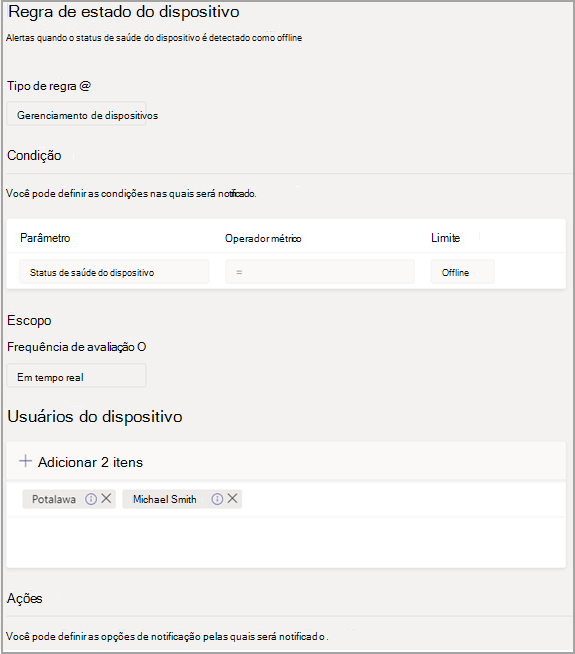 Regra de estado do dispositivo
Alertas quando o status de saúde do dispositivo é detectado como offline
Tipo de regra @
Gerenciamento de dispositivos
Condição
Você pode definir as condições nas quais será notificado.
Parâmetro Operador métrico Limite
Status de saúde do dispositivo = Offline
Escopo
Frequência de avaliação O
Em tempo real
Usuários do dispositivo
+ Adicionar 2 itens
Potalawa Michael Smith
Ações
Você pode definir as opções de notificação pelas quais será notificado.